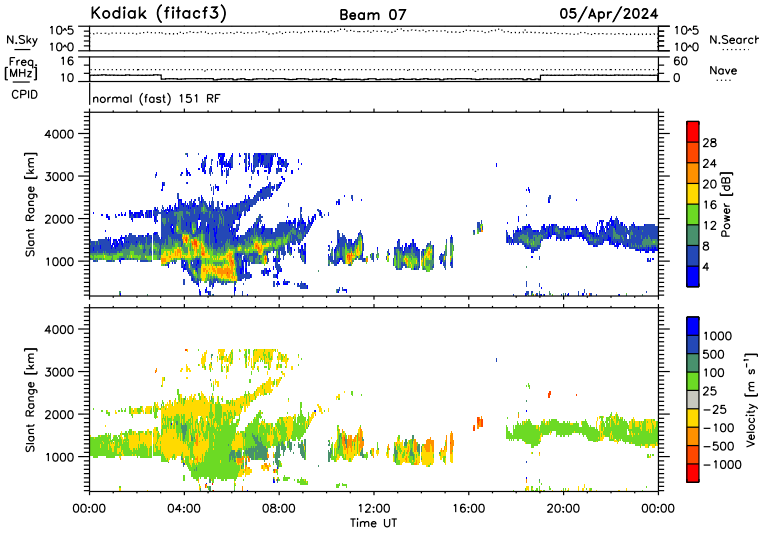 Kodiak (fitacf3) Beam 07 05/Apr/2024
N.Sky 10^5 10^0 10^5 10^0 N.Search
Freq. [MHz] 16 10 60 0 Nave
CPID normal (fast) 151 RF
Slant Range [km] 4000 3000 2000 1000
28 24 20 16 12 8 4 Power [dB]
Slant Range [km] 4000 3000 2000 1000
1000 500 100 25 −25 −100 −500 −1000 Velocity [m s⁻¹]
00:00 04:00 08:00 12:00 16:00 20:00 00:00
Time UT